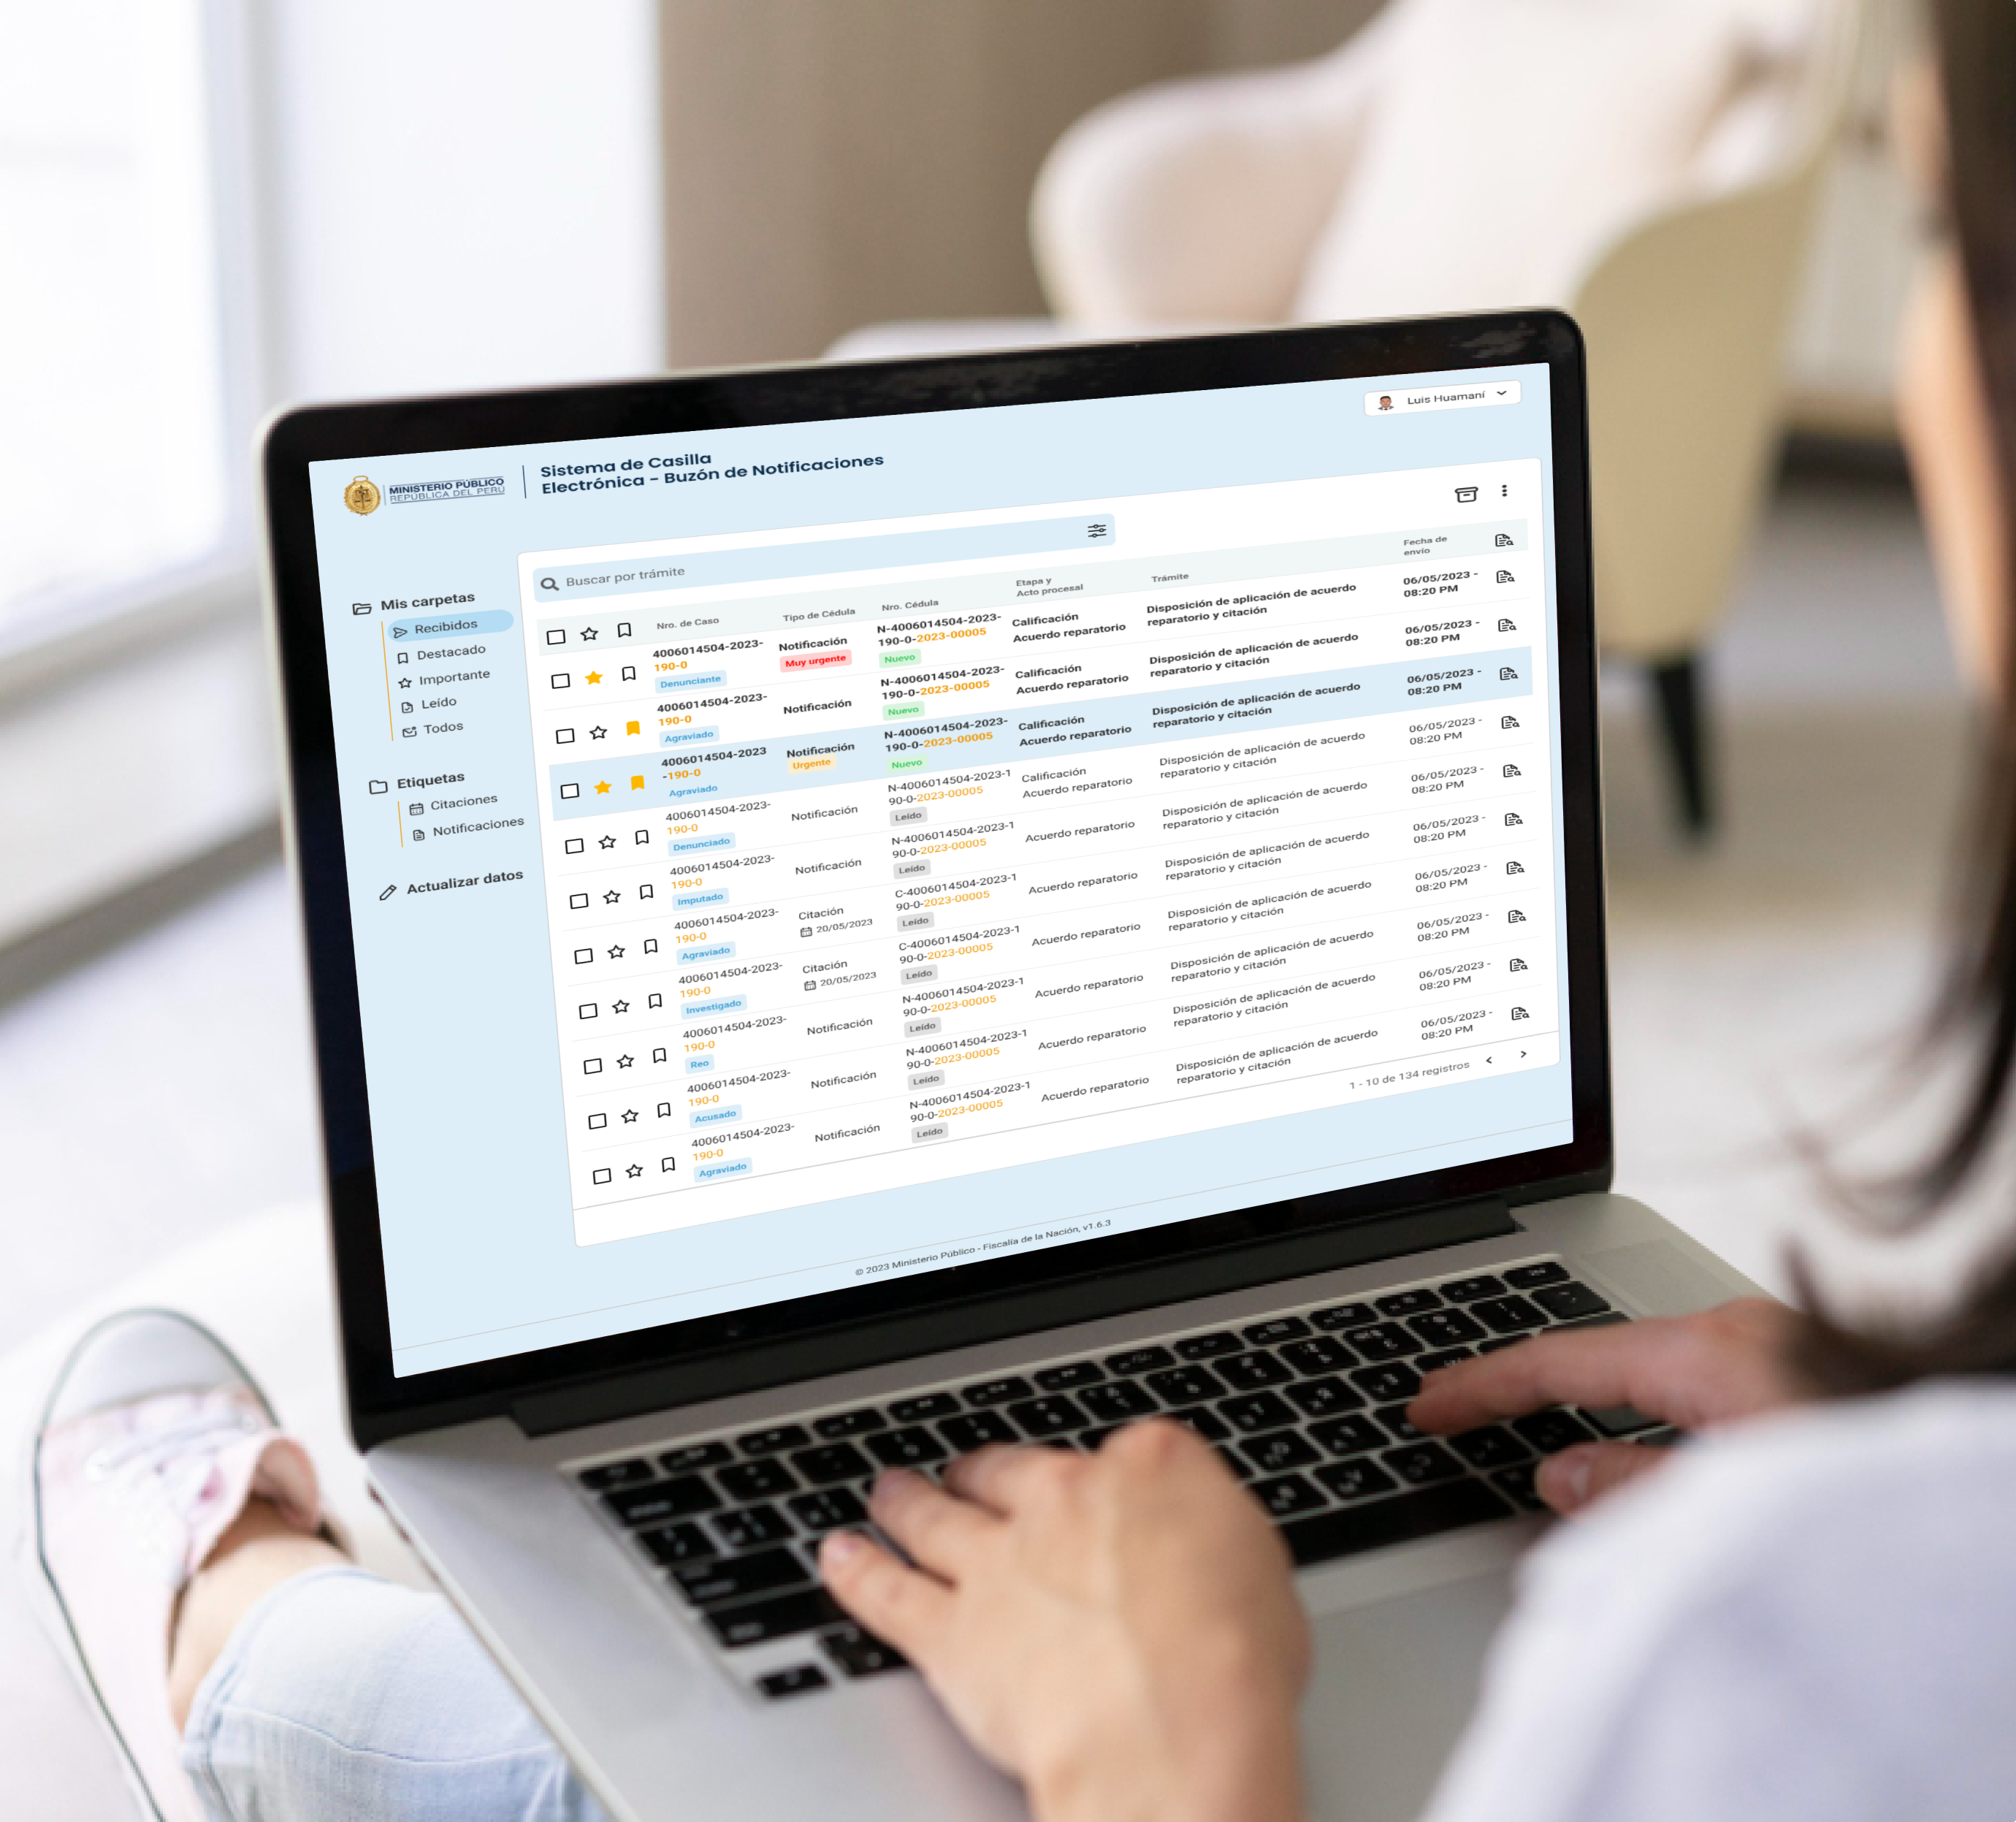 Luis Huamaní
MINISTERIO PÚBLICO
REPÚBLICA DEL PERÚ
Sistema de Casilla
Electrónica - Buzón de Notificaciones
Mis carpetas
Recibidos
Destacado
Importante
Leído
Todos
Etiquetas
Citaciones
Notificaciones
Actualizar datos
Buscar por trámite
Nro. de Caso
Tipo de Cédula
Nro. Cédula
Etapa y
Acto procesal
Trámite
Fecha de
envío
4006014504-2023-
190-0
Denunciante
Notificación
Muy urgente
N-4006014504-2023-
190-0-2023-00005
Nuevo
Calificación
Acuerdo reparatorio
Disposición de aplicación de acuerdo
reparatorio y citación
06/05/2023 -
08:20 PM
4006014504-2023-
190-0
Agraviado
Notificación
N-4006014504-2023-
190-0-2023-00005
Nuevo
Calificación
Acuerdo reparatorio
Disposición de aplicación de acuerdo
reparatorio y citación
06/05/2023 -
08:20 PM
4006014504-2023
-190-0
Agraviado
Notificación
Urgente
N-4006014504-2023-
190-0-2023-00005
Nuevo
Calificación
Acuerdo reparatorio
Disposición de aplicación de acuerdo
reparatorio y citación
06/05/2023 -
08:20 PM
4006014504-2023-
190-0
Denunciado
Notificación
N-4006014504-2023-1
90-0-2023-00005
Leído
Calificación
Acuerdo reparatorio
Disposición de aplicación de acuerdo
reparatorio y citación
06/05/2023 -
08:20 PM
4006014504-2023-
190-0
Imputado
Notificación
N-4006014504-2023-1
90-0-2023-00005
Leído
Acuerdo reparatorio
Disposición de aplicación de acuerdo
reparatorio y citación
06/05/2023 -
08:20 PM
4006014504-2023-
190-0
Agraviado
Citación
20/05/2023
C-4006014504-2023-1
90-0-2023-00005
Leído
Acuerdo reparatorio
Disposición de aplicación de acuerdo
reparatorio y citación
06/05/2023 -
08:20 PM
4006014504-2023-
190-0
Investigado
Citación
20/05/2023
C-4006014504-2023-1
90-0-2023-00005
Leído
Acuerdo reparatorio
Disposición de aplicación de acuerdo
reparatorio y citación
06/05/2023 -
08:20 PM
4006014504-2023-
190-0
Reo
Notificación
N-4006014504-2023-1
90-0-2023-00005
Leído
Acuerdo reparatorio
Disposición de aplicación de acuerdo
reparatorio y citación
06/05/2023 -
08:20 PM
4006014504-2023-
190-0
Acusado
Notificación
N-4006014504-2023-1
90-0-2023-00005
Leído
Acuerdo reparatorio
Disposición de aplicación de acuerdo
reparatorio y citación
06/05/2023 -
08:20 PM
4006014504-2023-
190-0
Agraviado
Notificación
N-4006014504-2023-1
90-0-2023-00005
Leído
Acuerdo reparatorio
Disposición de aplicación de acuerdo
reparatorio y citación
06/05/2023 -
08:20 PM
1 - 10 de 134 registros
© 2023 Ministerio Público - Fiscalía de la Nación, v1.6.3